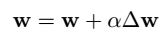 𝐰 = 𝐰 + αΔ𝐰